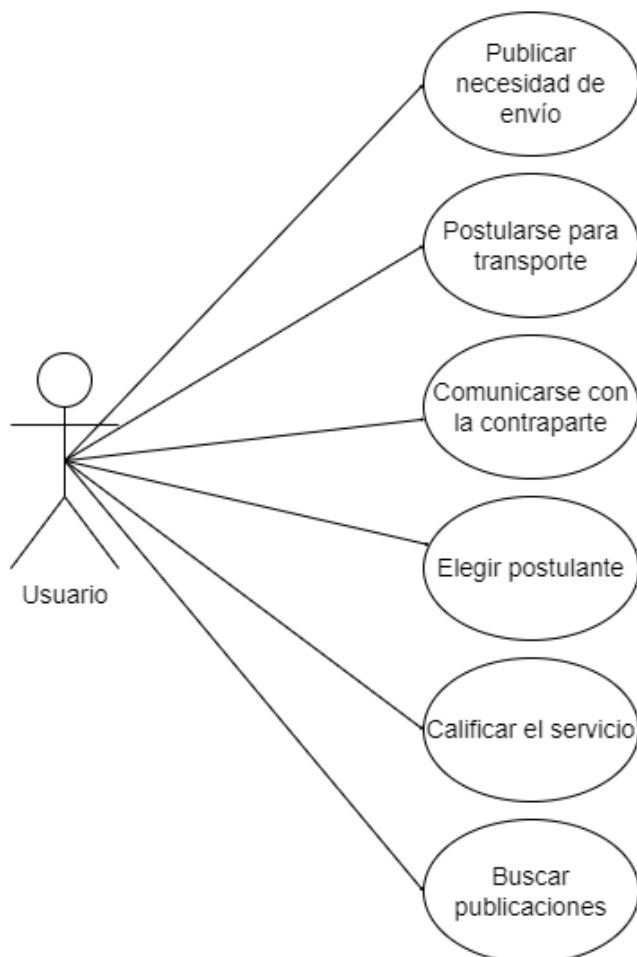 Publicar
necesidad de
envío
Postularse para
transporte
Comunicarse con
la contraparte
Elegir postulante
Usuario
Calificar el servicio
Buscar
publicaciones